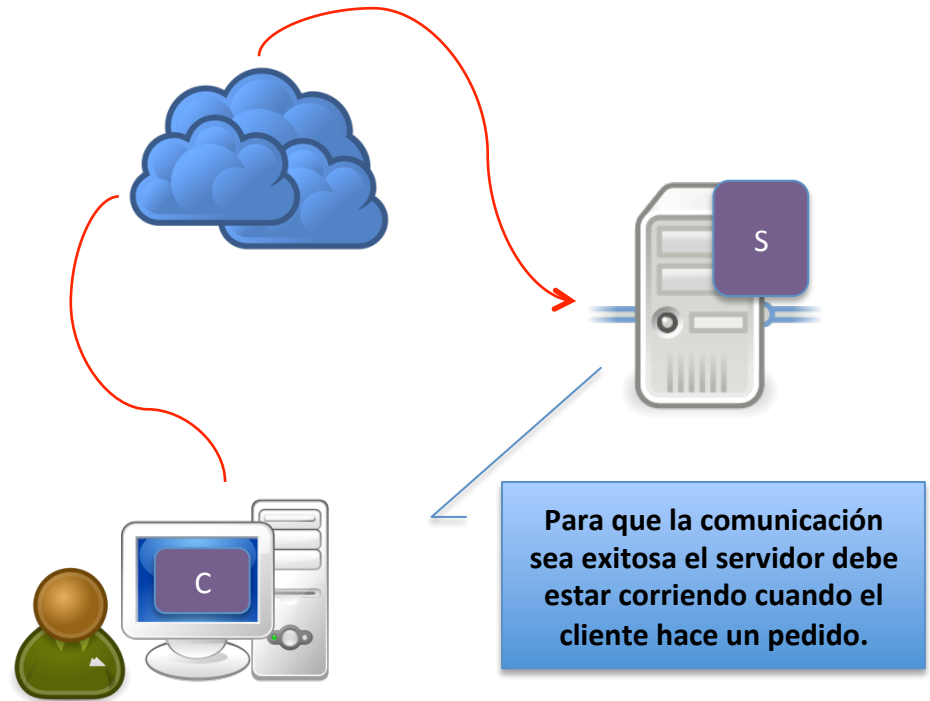 S
C
Para que la comunicación
sea exitosa el servidor debe
estar corriendo cuando el
cliente hace un pedido.